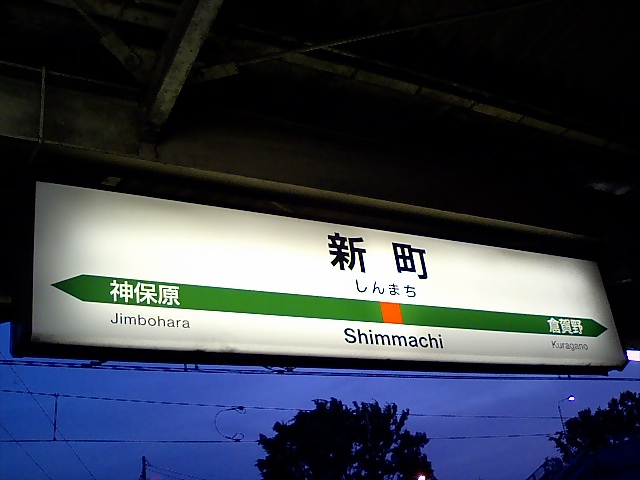 新町
しんまち
神保原
倉賀野
Jimbohara
Shimmachi
Kuragano